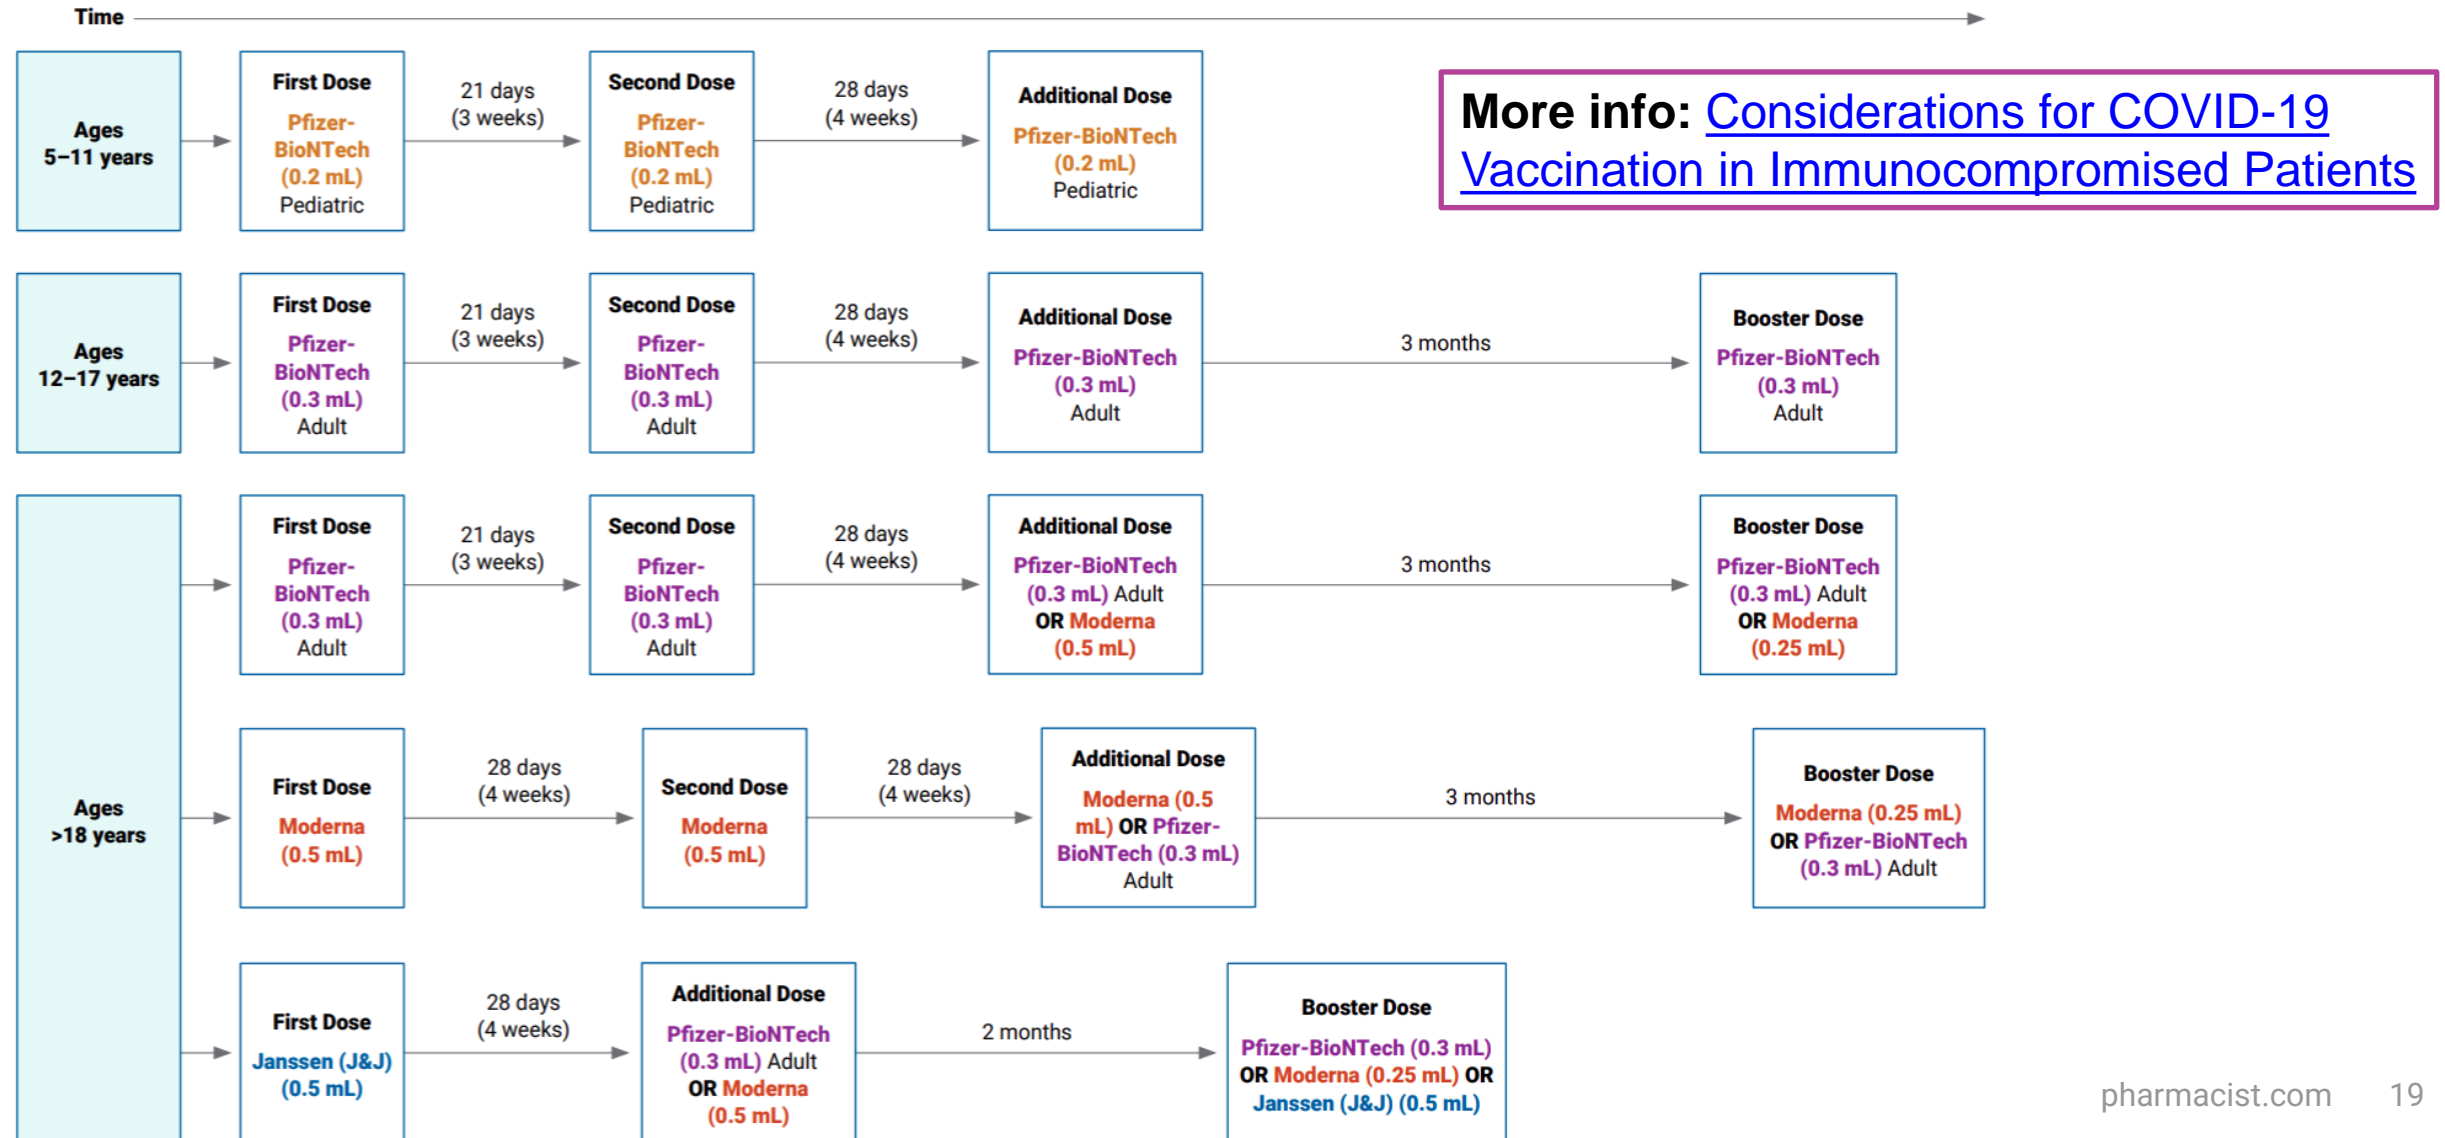 Time
Ages
5–11 years
First Dose
Pfizer-
BioNTech
(0.2 mL)
Pediatric
21 days
(3 weeks)
Second Dose
Pfizer-
BioNTech
(0.2 mL)
Pediatric
28 days
(4 weeks)
Additional Dose
Pfizer-BioNTech
(0.2 mL)
Pediatric
More info: Considerations for COVID-19
Vaccination in Immunocompromised Patients
Ages
12–17 years
First Dose
Pfizer-
BioNTech
(0.3 mL)
Adult
21 days
(3 weeks)
Second Dose
Pfizer-
BioNTech
(0.3 mL)
Adult
28 days
(4 weeks)
Additional Dose
Pfizer-BioNTech
(0.3 mL)
Adult
3 months
Booster Dose
Pfizer-BioNTech
(0.3 mL)
Adult
Ages
>18 years
First Dose
Pfizer-
BioNTech
(0.3 mL)
Adult
21 days
(3 weeks)
Second Dose
Pfizer-
BioNTech
(0.3 mL)
Adult
28 days
(4 weeks)
Additional Dose
Pfizer-BioNTech
(0.3 mL) Adult
OR Moderna
(0.5 mL)
3 months
Booster Dose
Pfizer-BioNTech
(0.3 mL) Adult
OR Moderna
(0.25 mL)
First Dose
Moderna
(0.5 mL)
28 days
(4 weeks)
Second Dose
Moderna
(0.5 mL)
28 days
(4 weeks)
Additional Dose
Moderna (0.5
mL) OR Pfizer-
BioNTech (0.3 mL)
Adult
3 months
Booster Dose
Moderna (0.25 mL)
OR Pfizer-BioNTech
(0.3 mL) Adult
First Dose
Janssen (J&J)
(0.5 mL)
28 days
(4 weeks)
Additional Dose
Pfizer-BioNTech
(0.3 mL) Adult
OR Moderna
(0.5 mL)
2 months
Booster Dose
Pfizer-BioNTech (0.3 mL)
OR Moderna (0.25 mL) OR
Janssen (J&J) (0.5 mL)
pharmacist.com 19